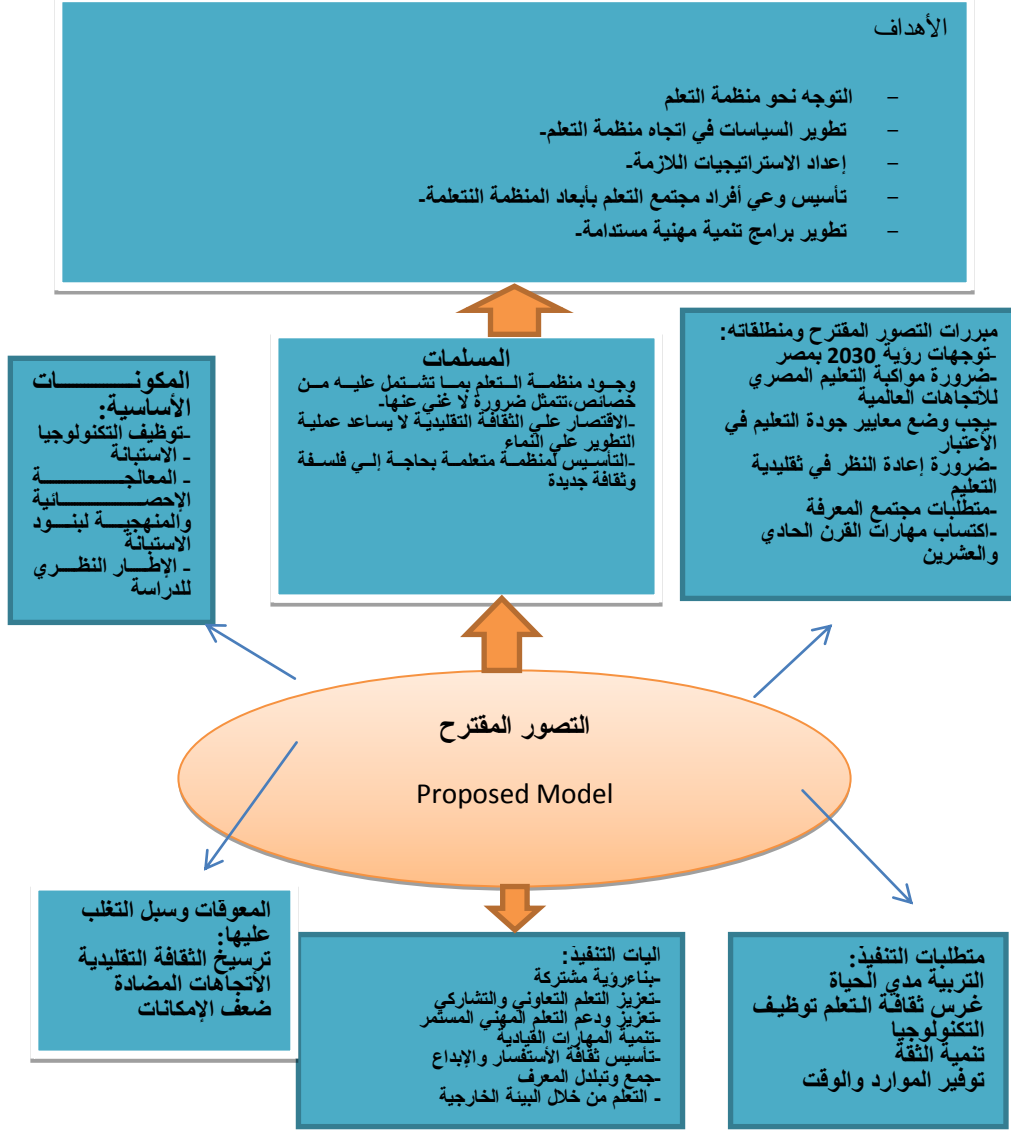 الأهداف
– التوجه نحو منظمة التعلم
– تطوير السياسات في اتجاه منظمة التعلم-
– إعداد الاستراتيجيات اللازمة-
– تأسيس وعي أفراد مجتمع التعلم بأبعاد المنظمة النتعلمة-
– تطوير برامج تنمية مهنية مستدامة-
مبررات التصور المقترح ومنطلقاته:
-توجهات رؤية 2030 بمصر
-ضرورة مواكبة التعليم المصري
للأتجاهات العالمية
-يجب وضع معايير جودة التعليم في
الأعتبار
-ضرورة إعادة النظر في تقليدية
التعليم
-متطلبات مجتمع المعرفة
-اكتساب مهارات القرن الحادي
والعشرين
المسلمات
وجود منظمة التعلم بما تشتمل عليه من
خصائص،تتمثل ضرورة لا غني عنها-
-الاقتصار علي الثقافة التقليدية لا يساعد عملية
التطوير علي النماء
-التأسيس لمنظمة متعلمة بحاجة إلي فلسفة
وثقافة جديدة
المكونات
الأساسية:
-توظيف التكنولوجيا
- الاستبانة
- المعالجة
الإحصائية
والمنهجية لبنود
الاستبانة
- الإطار النظري
للدراسة
التصور المقترح
Proposed Model
متطلبات التنفيذ:
التربية مدي الحياة
غرس ثقافة التعلم توظيف
التكنولوجيا
تنمية الثقة
توفير الموارد والوقت
اليات التنفيذ:
-بناءرؤية مشتركة
-تعزيز التعلم التعاوني والتشاركي
-تعزيز ودعم التعلم المهني المستمر
-تنمية المهارات القيادية
-تأسيس ثقافة الأستفسار والإبداع
-جمع وتبلدل المعرف
- التعلم من خلال البيئة الخارجية
المعوقات وسبل التغلب
عليها:
ترسيخ الثقافة التقليدية
الأتجاهات المضادة
ضعف الإمكانات